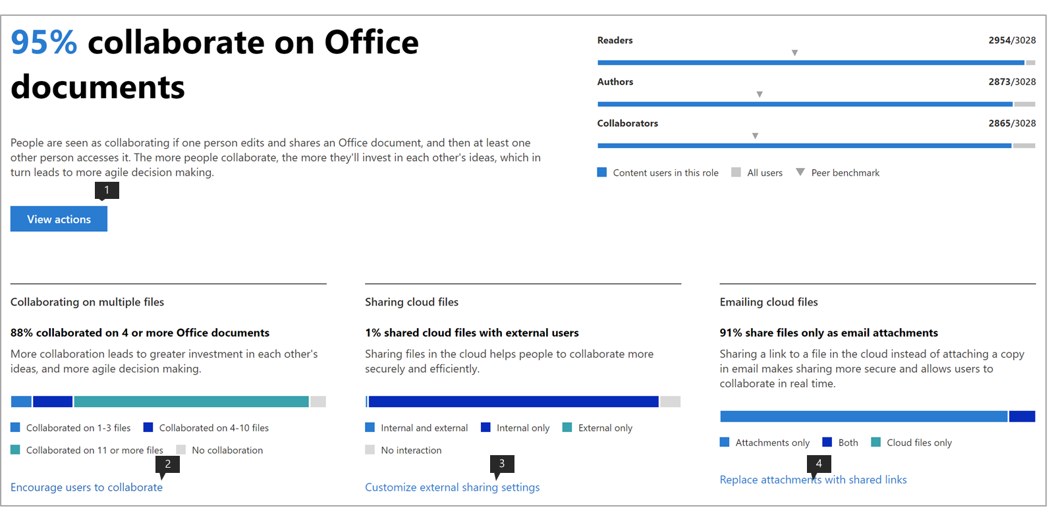 95% collaborate on Office
documents
People are seen as collaborating if one person edits and shares an Office document, and then at least one
other person accesses it. The more people collaborate, the more they'll invest in each other's ideas, which in
turn leads to more agile decision making.
1
View actions
Readers 2954/3028
Authors 2873/3028
Collaborators 2865/3028
Content users in this role All users Peer benchmark
Collaborating on multiple files
88% collaborated on 4 or more Office documents
More collaboration leads to greater investment in each other's
ideas, and more agile decision making.
Collaborated on 1-3 files Collaborated on 4-10 files
Collaborated on 11 or more files No collaboration
2
Encourage users to collaborate
Sharing cloud files
1% shared cloud files with external users
Sharing files in the cloud helps people to collaborate more
securely and efficiently.
Internal and external Internal only External only
No interaction
3
Customize external sharing settings
Emailing cloud files
91% share files only as email attachments
Sharing a link to a file in the cloud instead of attaching a copy
in email makes sharing more secure and allows users to
collaborate in real time.
Attachments only Both Cloud files only
4
Replace attachments with shared links